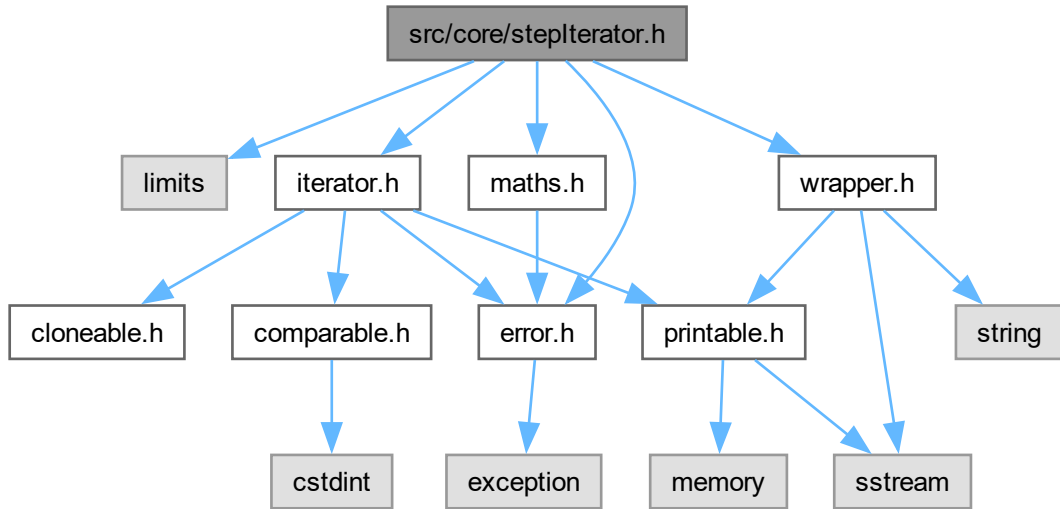 src/core/stepIterator.h
limits
iterator.h
maths.h
wrapper.h
cloneable.h
comparable.h
error.h
printable.h
string
cstdint
exception
memory
sstream